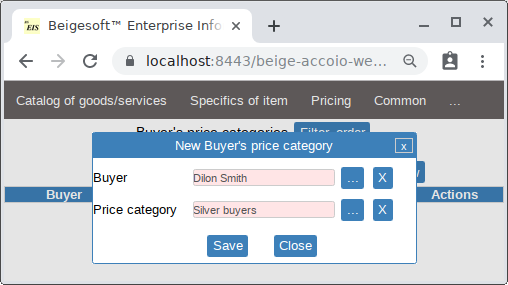 EIS Beigesoft™ Enterprise Info
localhost:8443/beige-accoio-we...
Catalog of goods/services Specifics of item Pricing Common ...
Buyer's price categories Filter, order
New Buyer's price category x
Buyer Dilon Smith ... X
Buyer Actions
Price category Silver buyers ... X
Save Close